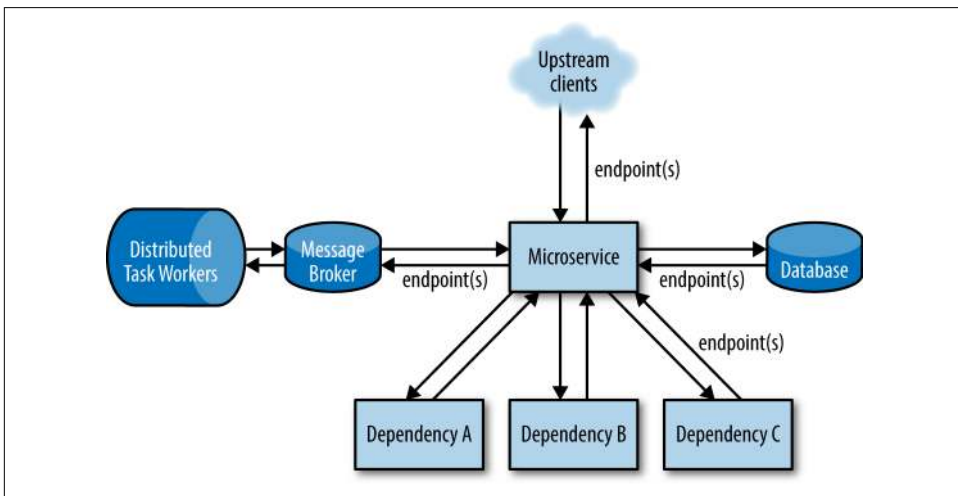 Upstream
clients
endpoint(s)
Distributed
Task Workers
Message
Broker
endpoint(s)
Microservice
endpoint(s)
Database
endpoint(s)
Dependency A
Dependency B
Dependency C